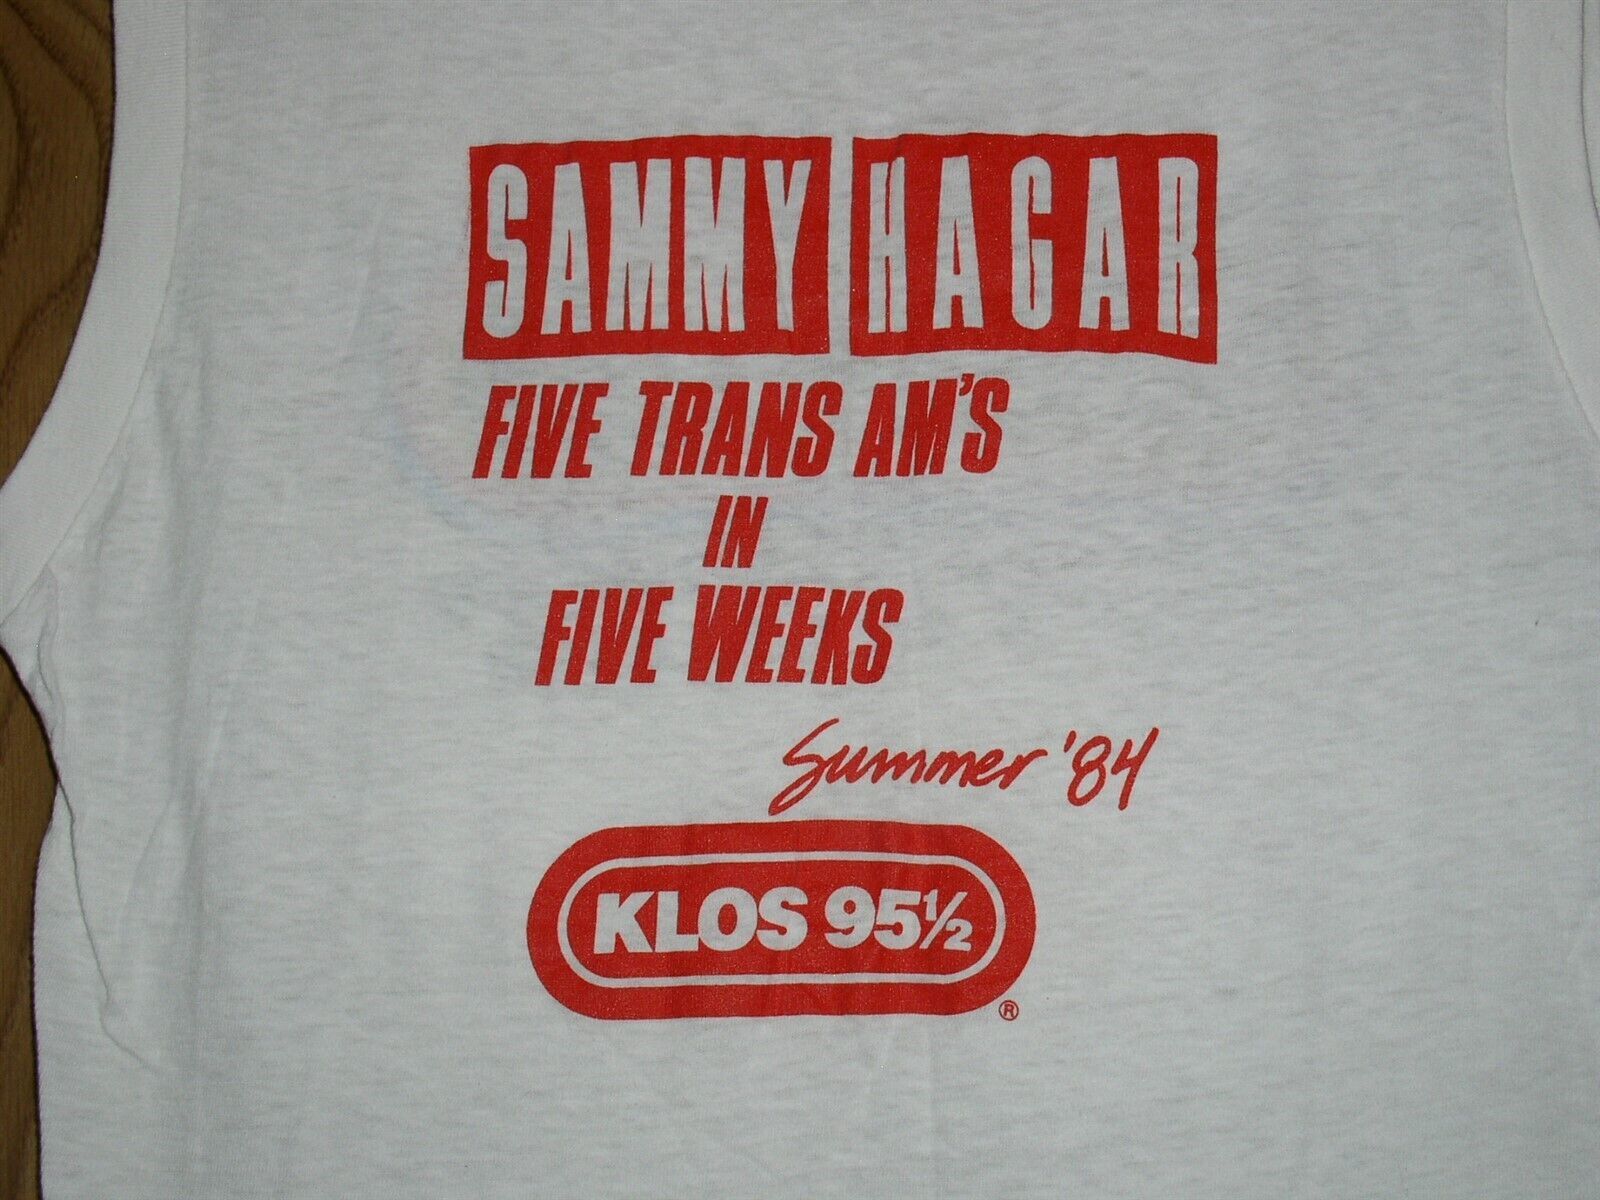 SAMMY HAGAR
FIVE TRANS AM'S
IN
FIVE WEEKS
Summer '84
KLOS 95½
®